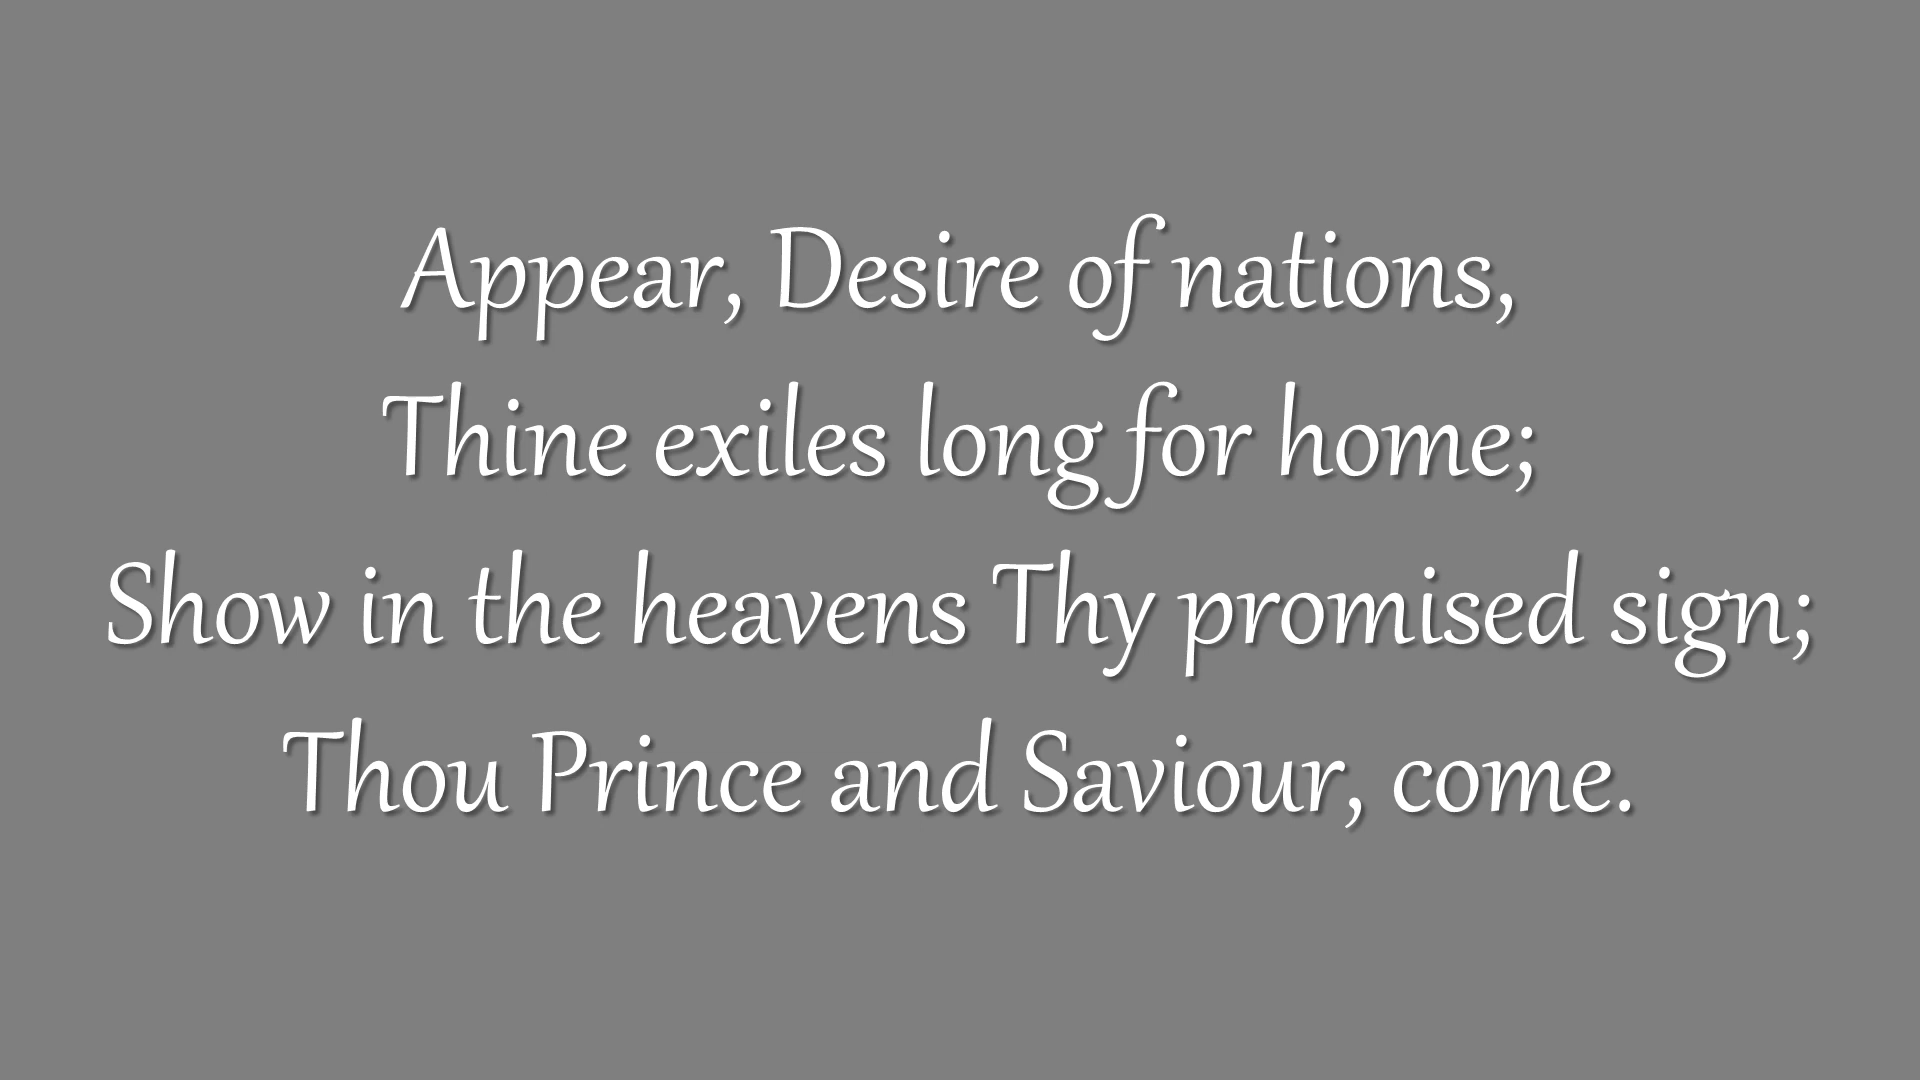 Appear, Desire of nations,
Thine exiles long for home;
Show in the heavens Thy promised sign;
Thou Prince and Saviour, come.